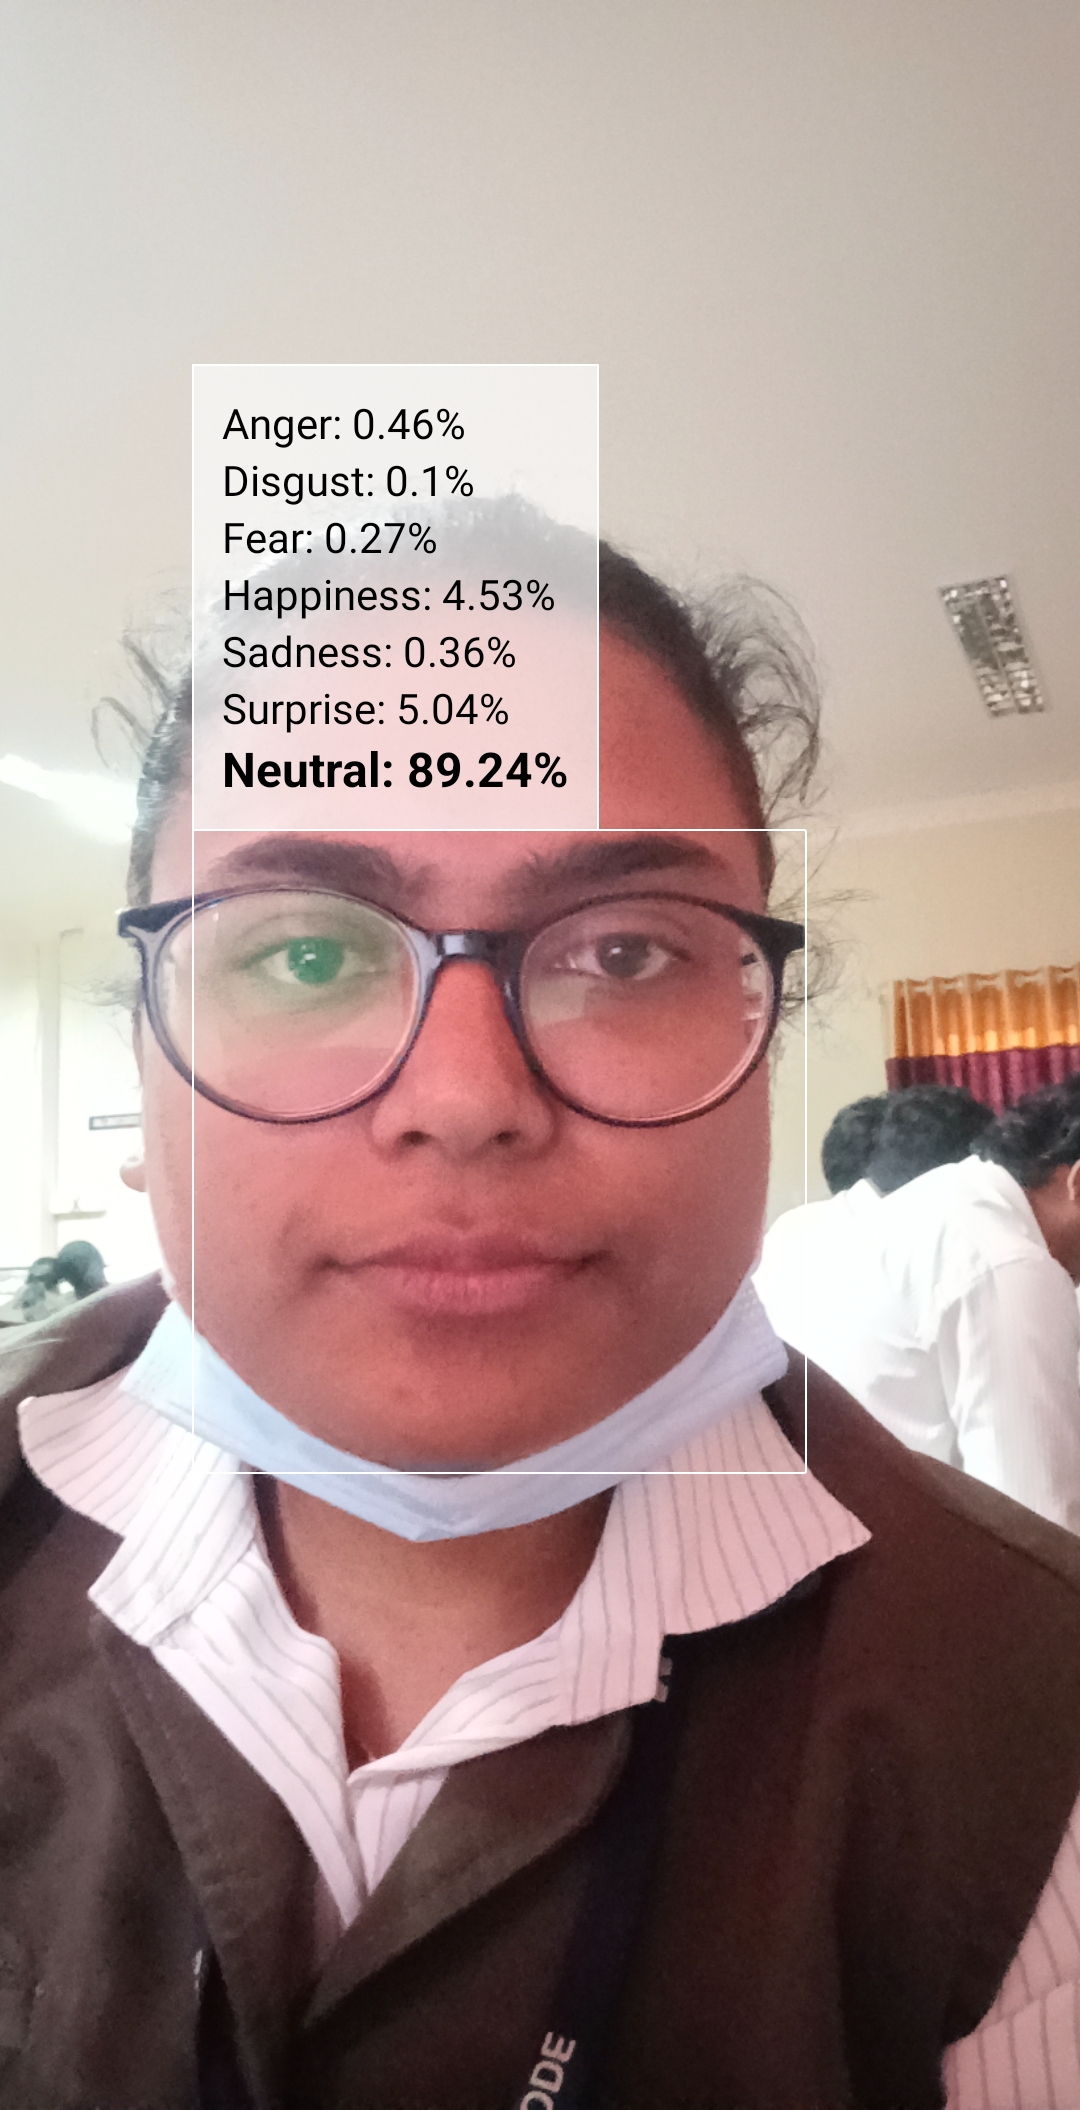 Anger: 0.46%
Disgust: 0.1%
Fear: 0.27%
Happiness: 4.53%
Sadness: 0.36%
Surprise: 5.04%
Neutral: 89.24%
ODE